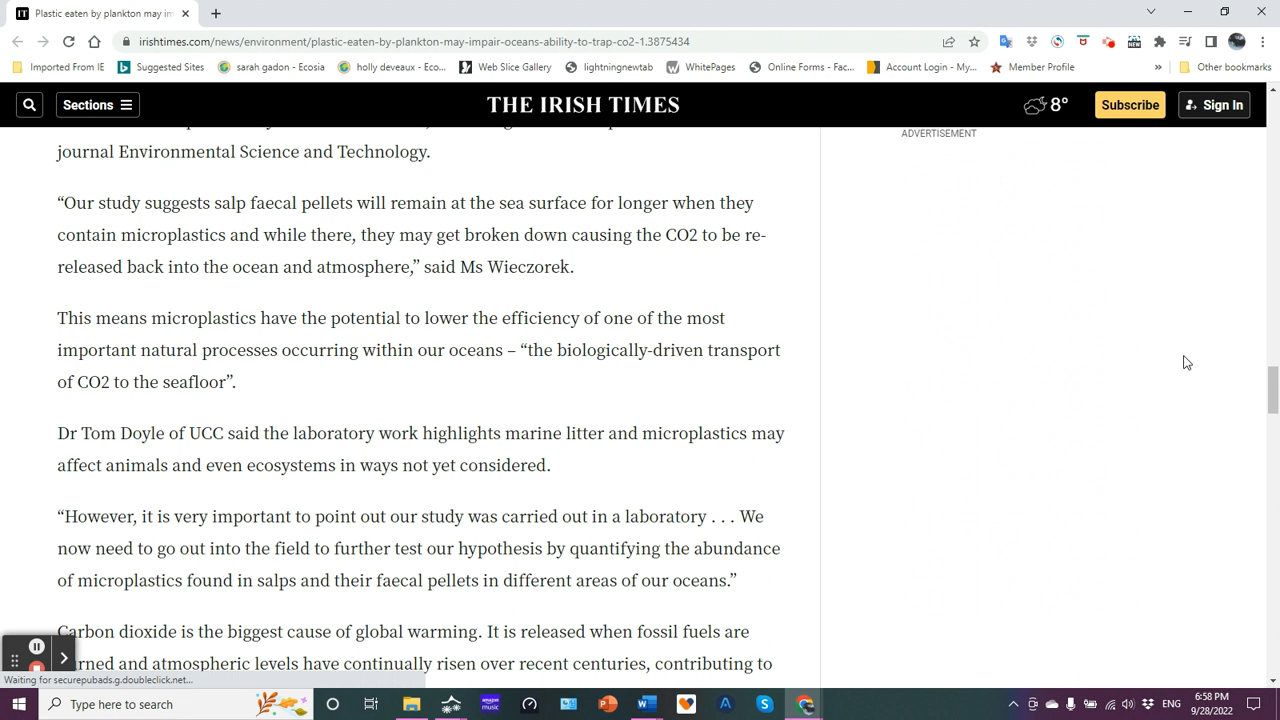 Plastic eaten by plankton may im
irishtimes.com/news/environment/plastic-eaten-by-plankton-may-impair-oceans-ability-to-trap-co2-1.3875434
Imported From IE Suggested Sites sarah gadon - Ecosia holly deveaux - Eco... Web Slice Gallery lightningnewtab WhitePages Online Forms - Fac... Account Login - My... Member Profile » Other bookmarks
Sections THE IRISH TIMES 8° Subscribe Sign In
ADVERTISEMENT
journal Environmental Science and Technology.
“Our study suggests salp faecal pellets will remain at the sea surface for longer when they
contain microplastics and while there, they may get broken down causing the CO2 to be re-
released back into the ocean and atmosphere,” said Ms Wieczorek.
This means microplastics have the potential to lower the efficiency of one of the most
important natural processes occurring within our oceans – “the biologically-driven transport
of CO2 to the seafloor”.
Dr Tom Doyle of UCC said the laboratory work highlights marine litter and microplastics may
affect animals and even ecosystems in ways not yet considered.
“However, it is very important to point out our study was carried out in a laboratory . . . We
now need to go out into the field to further test our hypothesis by quantifying the abundance
of microplastics found in salps and their faecal pellets in different areas of our oceans.”
Carbon dioxide is the biggest cause of global warming. It is released when fossil fuels are
and atmospheric levels have continually risen over recent centuries, contributing to
Waiting for securepubads.g.doubleclick.net...
Type here to search
ENG
6:58 PM
9/28/2022